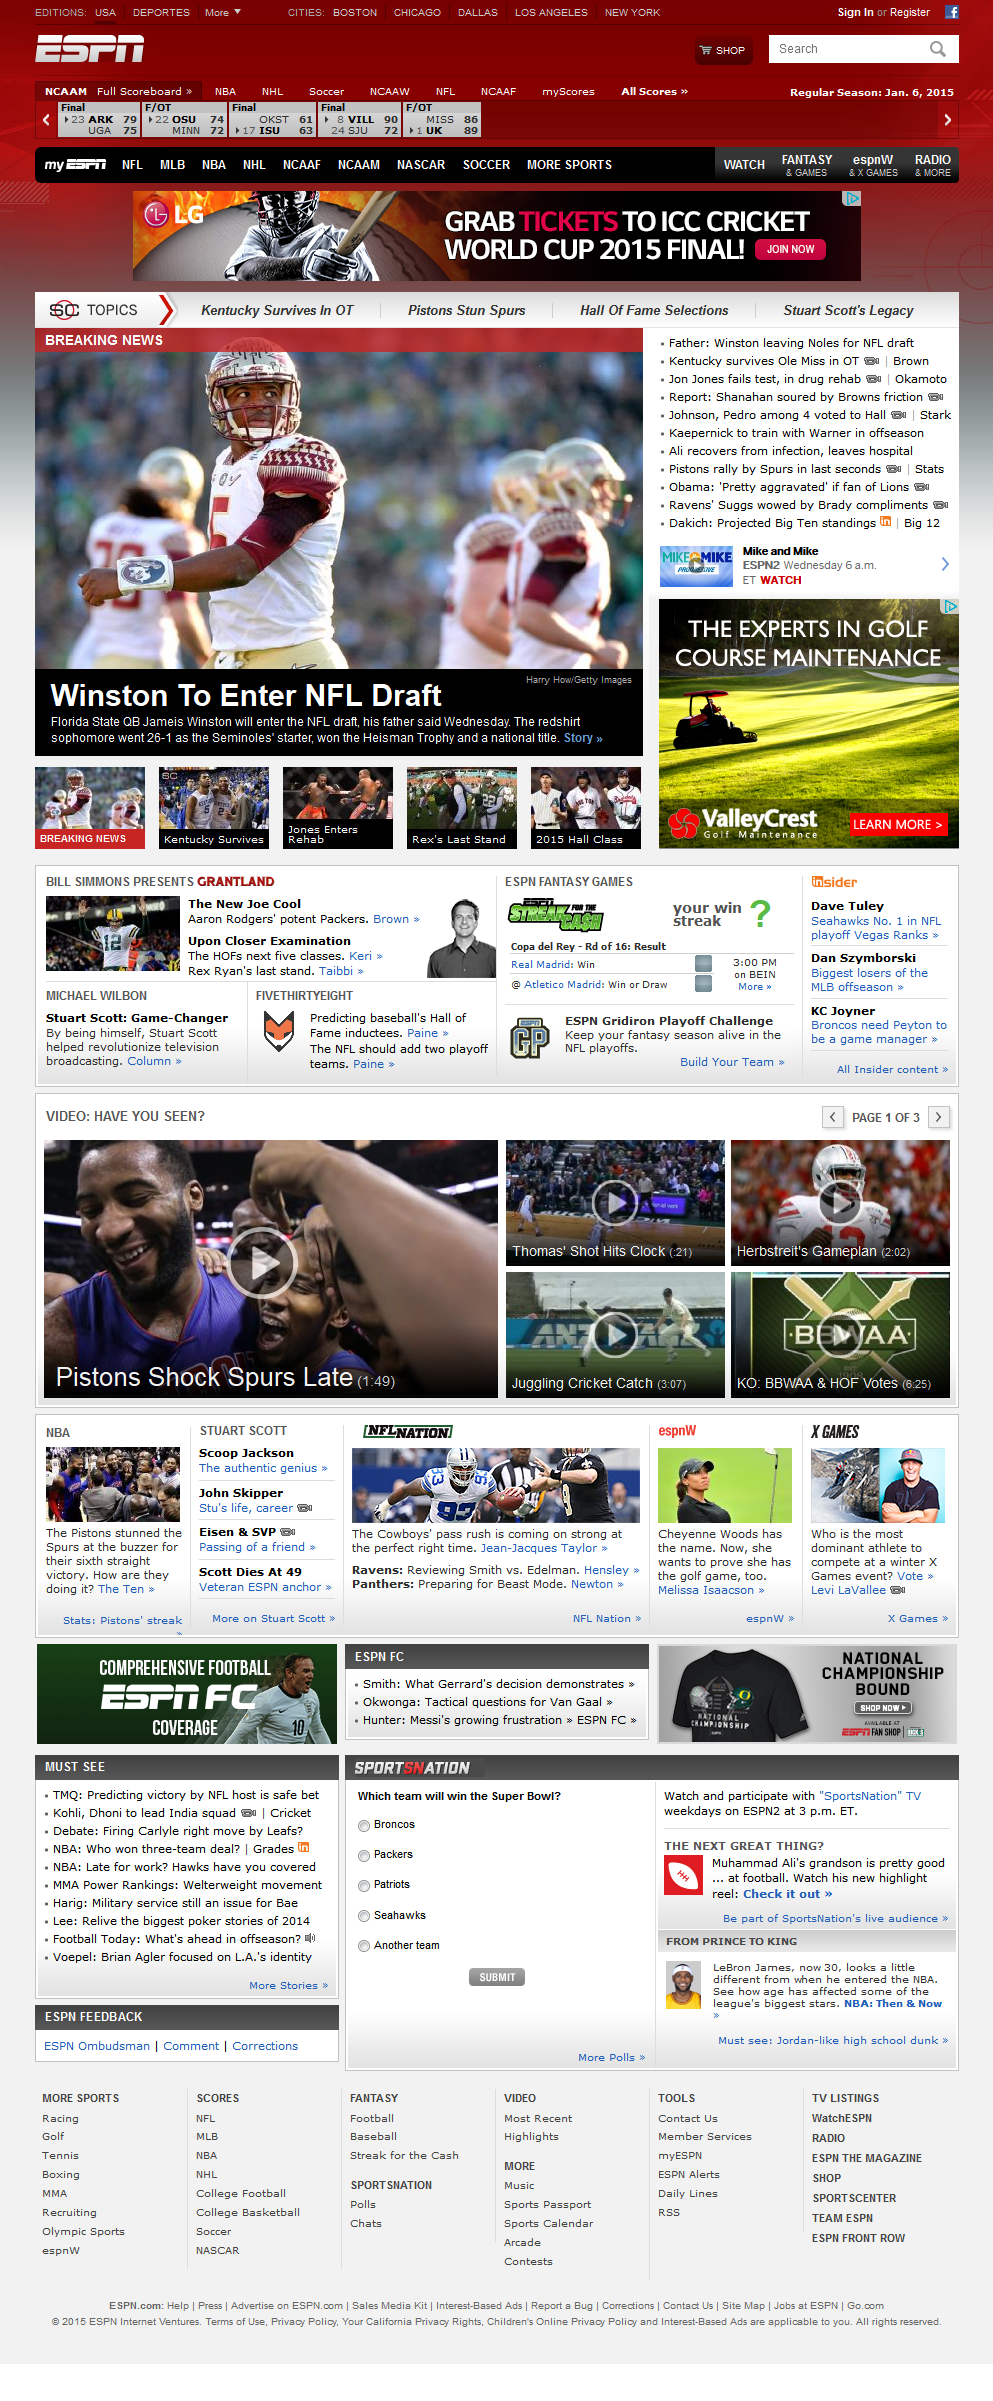 EDITIONS: USA DEPORTES More CITIES: BOSTON CHICAGO DALLAS LOS ANGELES NEW YORK Sign In or Register
ESPN
SHOP
Search
NCAAM Full Scoreboard » NBA NHL Soccer NCAAW NFL NCAAF myScores All Scores » Regular Season: Jan. 6, 2015
Final F/OT Final Final F/OT
23 ARK 79 22 OSU 74 OKST 61 8 VILL 90 MISS 86
UGA 75 MINN 72 17 ISU 63 24 SJU 72 1 UK 89
my ESPN NFL MLB NBA NHL NCAAF NCAAM NASCAR SOCCER MORE SPORTS WATCH FANTASY & GAMES espnW & X GAMES RADIO & MORE
LG
GRAB TICKETS TO ICC CRICKET
WORLD CUP 2015 FINAL! JOIN NOW
SC TOPICS Kentucky Survives In OT Pistons Stun Spurs Hall Of Fame Selections Stuart Scott's Legacy
BREAKING NEWS
Harry How/Getty Images
Winston To Enter NFL Draft
Florida State QB Jameis Winston will enter the NFL draft, his father said Wednesday. The redshirt
sophomore went 26-1 as the Seminoles' starter, won the Heisman Trophy and a national title. Story »
BREAKING NEWS
SC
Kentucky Survives
Jones Enters
Rehab
Rex's Last Stand
2015 Hall Class
Father: Winston leaving Noles for NFL draft
Kentucky survives Ole Miss in OT | Brown
Jon Jones fails test, in drug rehab | Okamoto
Report: Shanahan soured by Browns friction
Johnson, Pedro among 4 voted to Hall | Stark
Kaepernick to train with Warner in offseason
Ali recovers from infection, leaves hospital
Pistons rally by Spurs in last seconds | Stats
Obama: 'Pretty aggravated' if fan of Lions
Ravens' Suggs wowed by Brady compliments
Dakich: Projected Big Ten standings in | Big 12
MIKE & MIKE
PROGRESSIVE
Mike and Mike
ESPN2 Wednesday 6 a.m.
ET WATCH
THE EXPERTS IN GOLF
COURSE MAINTENANCE
ValleyCrest
Golf Maintenance
LEARN MORE >
BILL SIMMONS PRESENTS GRANTLAND
The New Joe Cool
Aaron Rodgers' potent Packers. Brown »
Upon Closer Examination
The HOFs next five classes. Keri »
Rex Ryan's last stand. Taibbi »
MICHAEL WILBON
Stuart Scott: Game-Changer
By being himself, Stuart Scott
helped revolutionize television
broadcasting. Column »
FIVETHIRTYEIGHT
Predicting baseball's Hall of
Fame inductees. Paine »
The NFL should add two playoff
teams. Paine »
ESPN FANTASY GAMES
STREAK FOR THE CASH
your win
streak ?
Copa del Rey - Rd of 16: Result
Real Madrid: Win
@ Atletico Madrid: Win or Draw
3:00 PM
on BEIN
More »
GP
ESPN Gridiron Playoff Challenge
Keep your fantasy season alive in the
NFL playoffs.
Build Your Team »
insider
Dave Tuley
Seahawks No. 1 in NFL
playoff Vegas Ranks »
Dan Szymborski
Biggest losers of the
MLB offseason »
KC Joyner
Broncos need Peyton to
be a game manager »
All Insider content »
VIDEO: HAVE YOU SEEN? PAGE 1 OF 3
Pistons Shock Spurs Late (1:49)
Thomas' Shot Hits Clock (:21)
Herbstreit's Gameplan (2:02)
Juggling Cricket Catch (3:07)
BBWAA
KO: BBWAA & HOF Votes (6:25)
NBA
The Pistons stunned the
Spurs at the buzzer for
their sixth straight
victory. How are they
doing it? The Ten »
Stats: Pistons' streak
»
STUART SCOTT
Scoop Jackson
The authentic genius »
John Skipper
Stu's life, career
Eisen & SVP
Passing of a friend »
Scott Dies At 49
Veteran ESPN anchor »
More on Stuart Scott »
NFL NATION
93
9
The Cowboys' pass rush is coming on strong at
the perfect right time. Jean-Jacques Taylor »
Ravens: Reviewing Smith vs. Edelman. Hensley »
Panthers: Preparing for Beast Mode. Newton »
NFL Nation »
espnW
Cheyenne Woods has
the name. Now, she
wants to prove she has
the golf game, too.
Melissa Isaacson »
espnW »
X GAMES
Who is the most
dominant athlete to
compete at a winter X
Games event? Vote »
Levi LaVallee
X Games »
COMPREHENSIVE FOOTBALL
ESPN FC
COVERAGE
10
ESPN FC
Smith: What Gerrard's decision demonstrates »
Okwonga: Tactical questions for Van Gaal »
Hunter: Messi's growing frustration » ESPN FC »
NATIONAL
CHAMPIONSHIP
NATIONAL
CHAMPIONSHIP
BOUND
SHOP NOW
AVAILABLE AT
ESPN FAN SHOP
MUST SEE
TMQ: Predicting victory by NFL host is safe bet
Kohli, Dhoni to lead India squad | Cricket
Debate: Firing Carlyle right move by Leafs?
NBA: Who won three-team deal? | Grades in
NBA: Late for work? Hawks have you covered
MMA Power Rankings: Welterweight movement
Harig: Military service still an issue for Bae
Lee: Relive the biggest poker stories of 2014
Football Today: What's ahead in offseason?
Voepel: Brian Agler focused on L.A.'s identity
More Stories »
ESPN FEEDBACK
ESPN Ombudsman | Comment | Corrections
SPORTSNATION
Which team will win the Super Bowl?
Broncos
Packers
Patriots
Seahawks
Another team
SUBMIT
More Polls »
Watch and participate with "SportsNation" TV
weekdays on ESPN2 at 3 p.m. ET.
THE NEXT GREAT THING?
Muhammad Ali's grandson is pretty good
... at football. Watch his new highlight
reel: Check it out »
Be part of SportsNation's live audience »
FROM PRINCE TO KING
LeBron James, now 30, looks a little
different from when he entered the NBA.
See how age has affected some of the
league's biggest stars. NBA: Then & Now
»
Must see: Jordan-like high school dunk »
MORE SPORTS
Racing
Golf
Tennis
Boxing
MMA
Recruiting
Olympic Sports
espnW
SCORES
NFL
MLB
NBA
NHL
College Football
College Basketball
Soccer
NASCAR
FANTASY
Football
Baseball
Streak for the Cash
SPORTSNATION
Polls
Chats
VIDEO
Most Recent
Highlights
MORE
Music
Sports Passport
Sports Calendar
Arcade
Contests
TOOLS
Contact Us
Member Services
myESPN
ESPN Alerts
Daily Lines
RSS
TV LISTINGS
WatchESPN
RADIO
ESPN THE MAGAZINE
SHOP
SPORTSCENTER
TEAM ESPN
ESPN FRONT ROW
ESPN.com: Help | Press | Advertise on ESPN.com | Sales Media Kit | Interest-Based Ads | Report a Bug | Corrections | Contact Us | Site Map | Jobs at ESPN | Go.com
© 2015 ESPN Internet Ventures. Terms of Use, Privacy Policy, Your California Privacy Rights, Children's Online Privacy Policy and Interest-Based Ads are applicable to you. All rights reserved.